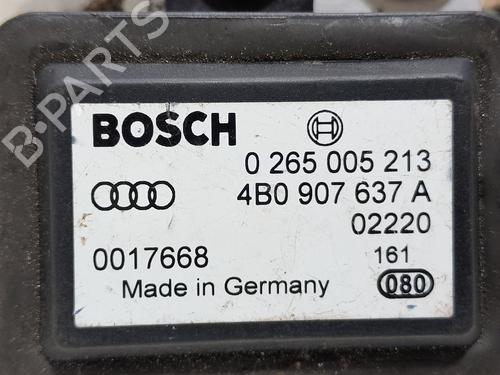 B-PARTS
BOSCH
0 265 005 213
4B0 907 637 A
02220
0017668 161
Made in Germany 080